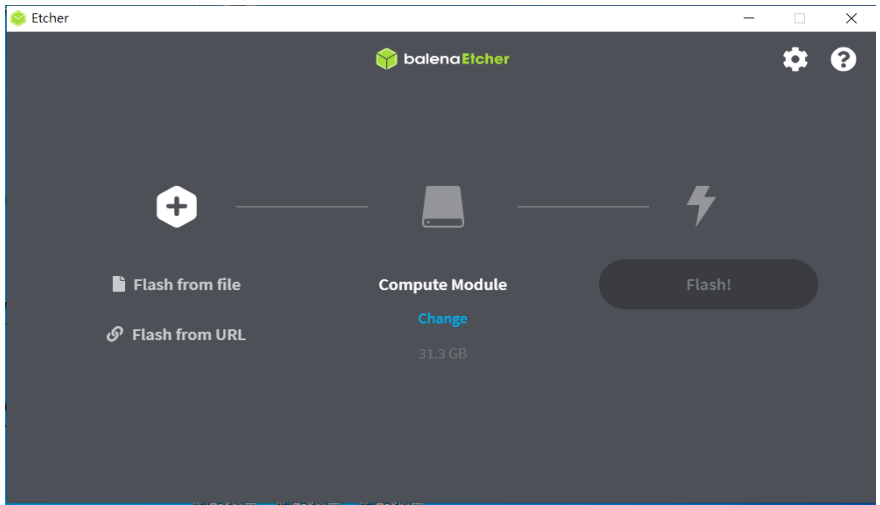 Etcher
balenaEtcher
Flash from file
Flash from URL
Compute Module
Change
31.3 GB
Flash!